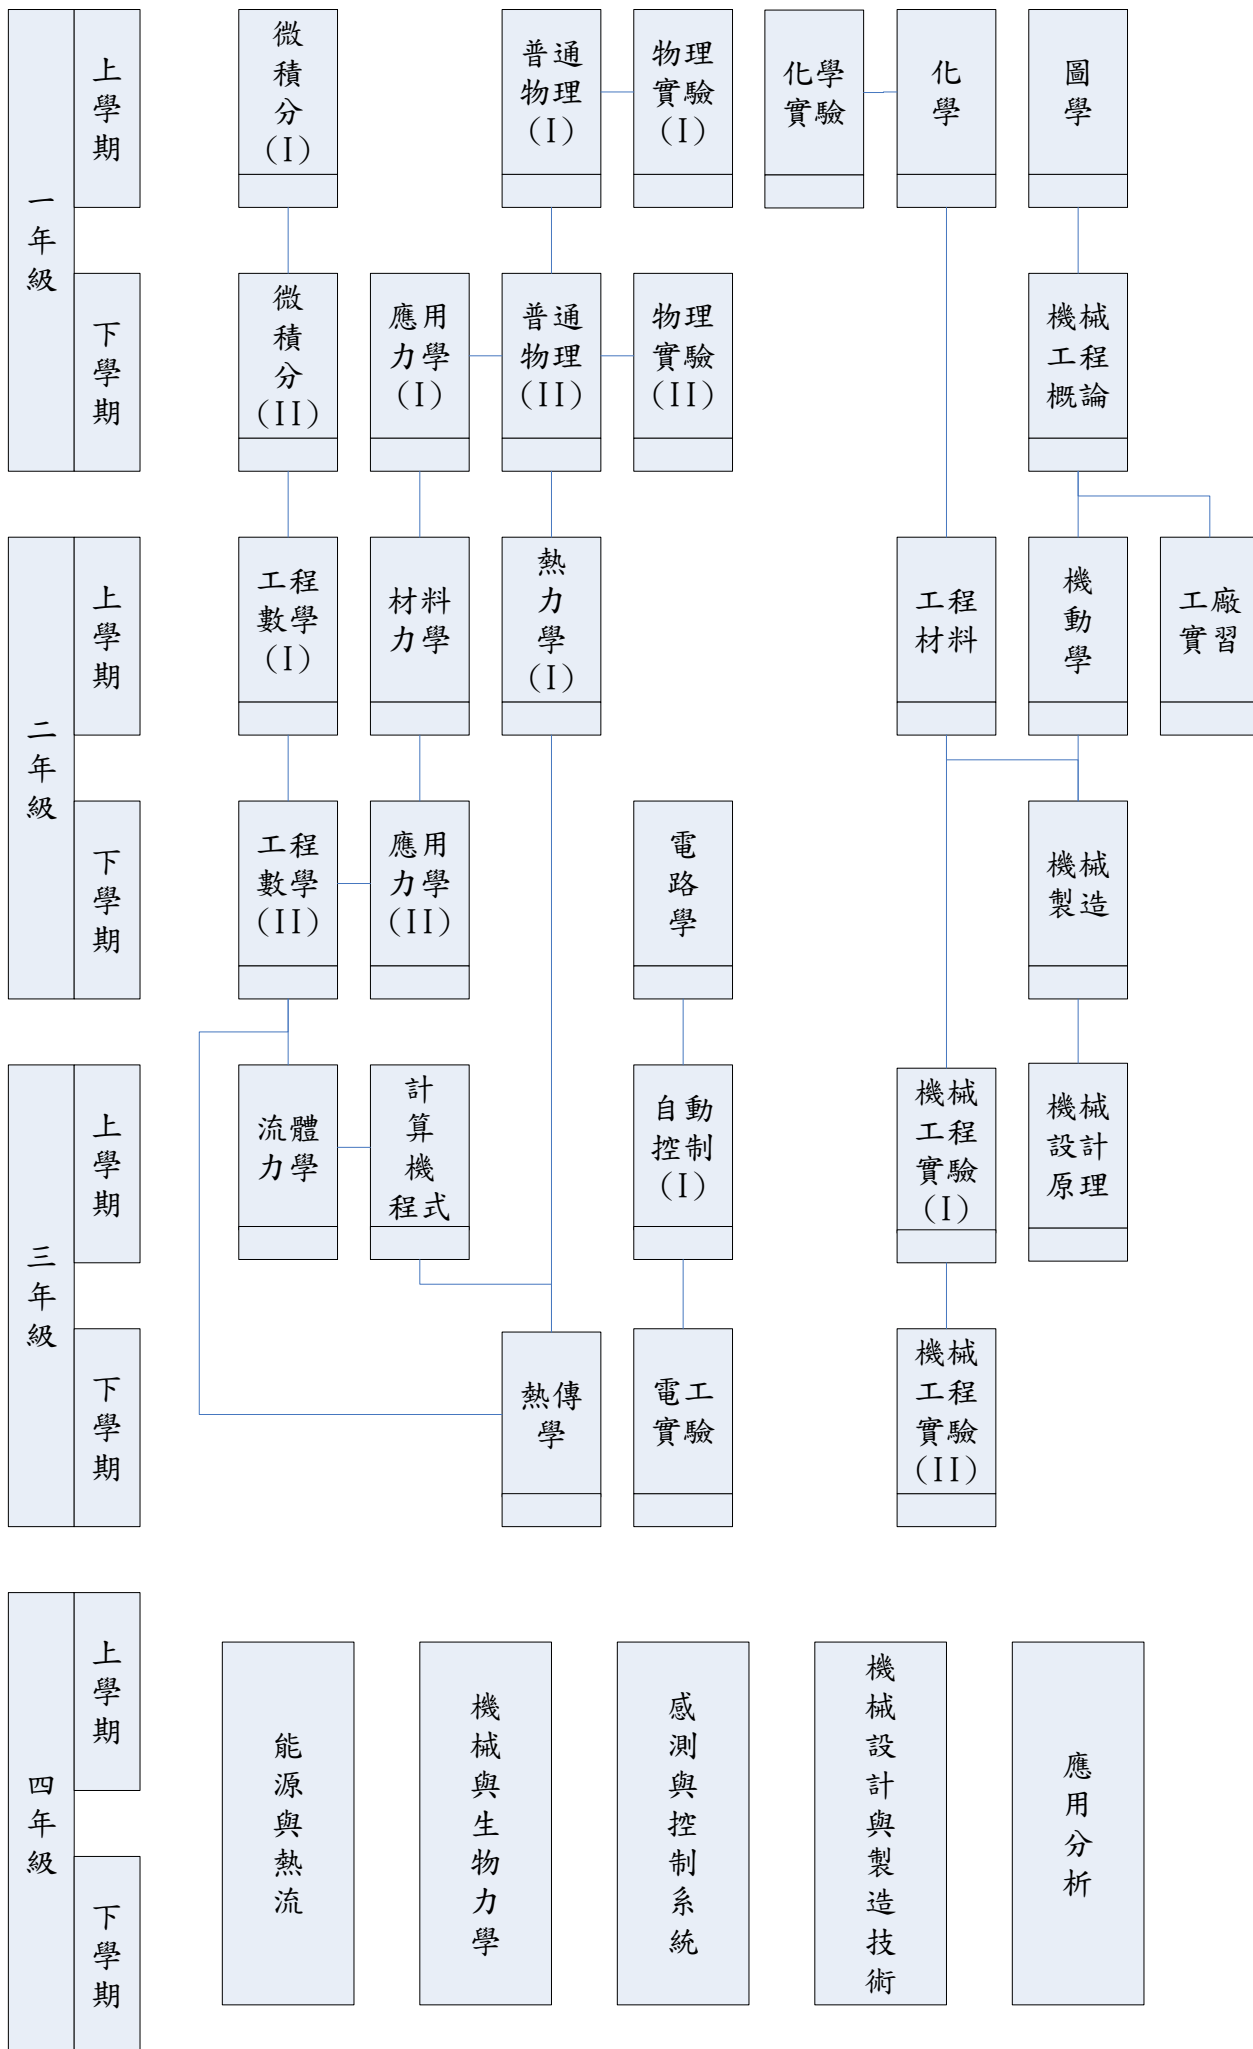 一年級
上學期
微積分(I)
普通
物理
(I)
物理
實驗
(I)
化學
實驗
化學
圖學
下學期
微積分(II)
應用
力學
(I)
普通
物理
(II)
物理
實驗
(II)
機械
工程
概論
二年級
上學期
工程
數學
(I)
材料
力學
熱力學(I)
工程
材料
機動學
工廠
實習
下學期
工程
數學
(II)
應用
力學
(II)
電路學
機械
製造
三年級
上學期
流體
力學
計算機程式
自動
控制
(I)
機械
工程
實驗
(I)
機械
設計
原理
下學期
熱傳
學
電工
實驗
機械
工程
實驗
(II)
四年級
上學期
下學期
能源與熱流
機械與生物力學
感測與控制系統
機械設計與製造技術
應用分析